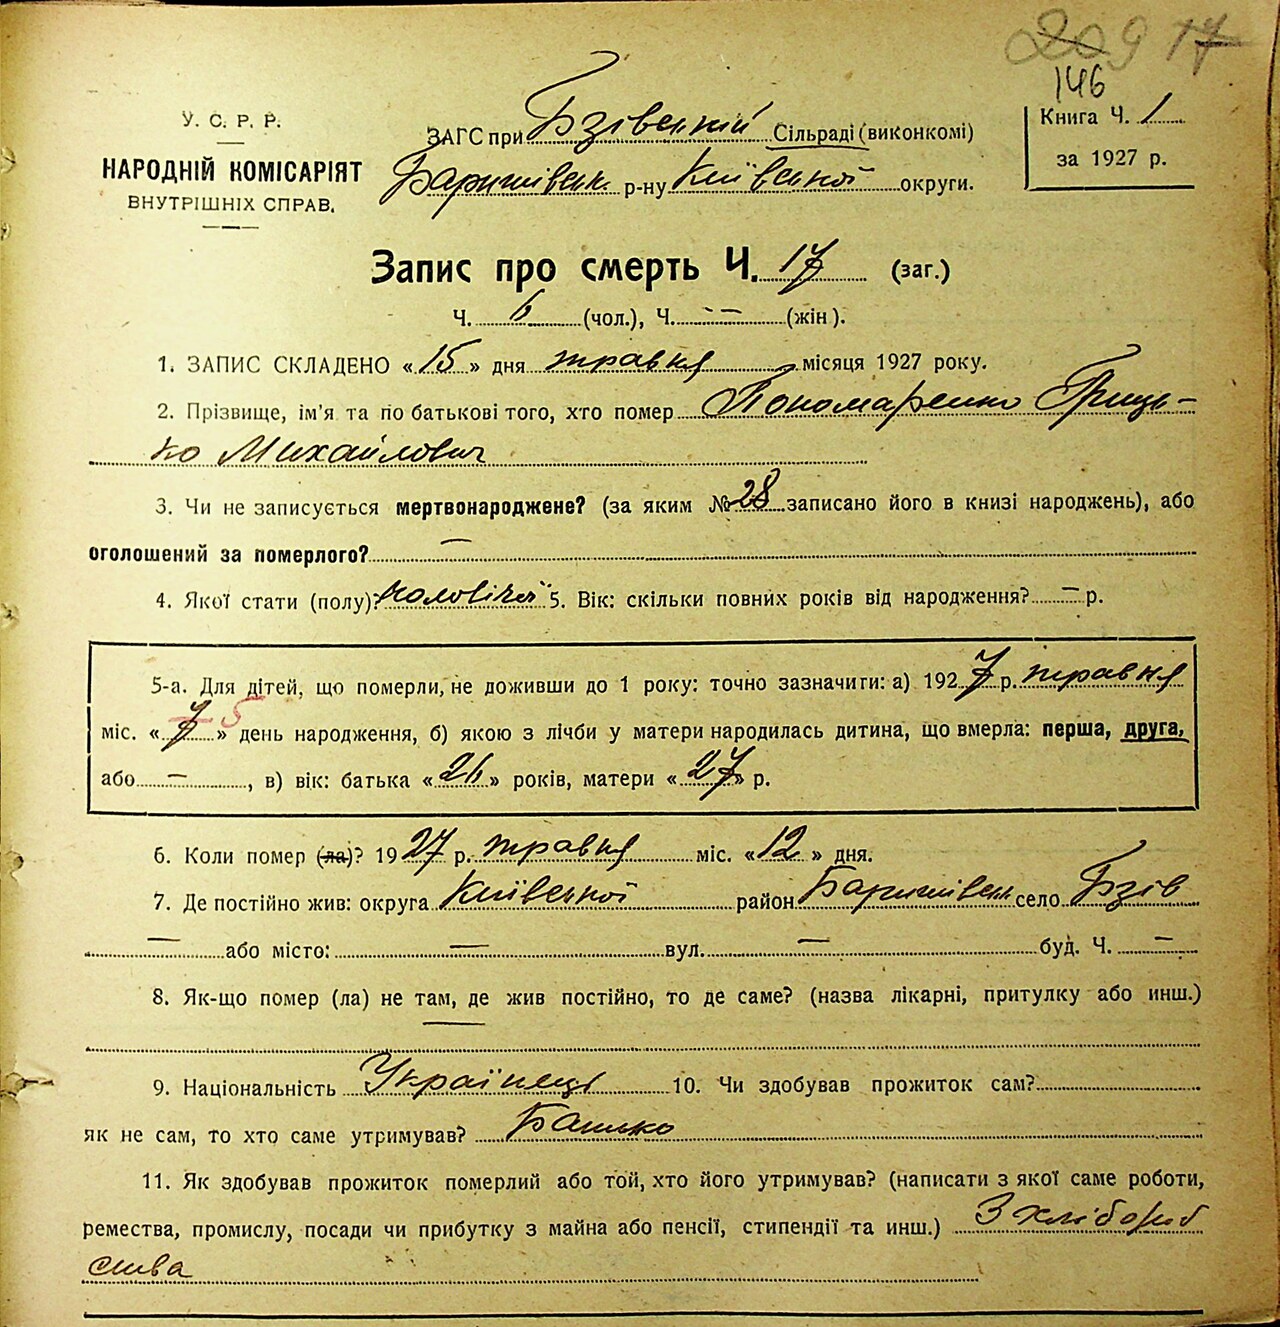 209 17
146
У. С. Р. Р.
НАРОДНІЙ КОМІСАРІЯТ
ВНУТРІШНІХ СПРАВ.
ЗАГС при Бзівській Сільраді (виконкомі)
Баришівськ р-ну Київської округи.
Книга Ч. 1
за 1927 р.
Запис про смерть Ч. 17 (заг.)
Ч. 6 (чол.), Ч. — (жін).
1. ЗАПИС СКЛАДЕНО «15» дня травня місяця 1927 року.
2. Прізвище, ім'я та по батькові того, хто помер Пономаренко Гриць-
ко Михайлович
3. Чи не записується мертвонароджене? (за яким № 28 записано його в книзі народжень), або
оголошений за померлого? —
4. Якої стати (полу)? чоловічої 5. Вік: скільки повних років від народження? — р.
5-а. Для дітей, що померли, не доживши до 1 року: точно зазначити: а) 1927 р. травня
міс. «7» 5 день народження, б) якою з лічби у матери народилась дитина, що вмерла: перша, друга,
або —, в) вік: батька «26» років, матери «27» р.
6. Коли помер (ла)? 1927 р. травня міс. «12» дня.
7. Де постійно жив: округа Київської район Баришівськ село Бзів
— або місто: — вул. — буд. Ч. —
8. Як-що помер (ла) не там, де жив постійно, то де саме? (назва лікарні, притулку або инш.)
—
9. Національність Українець 10. Чи здобував прожиток сам?
як не сам, то хто саме утримував? Батько
11. Як здобував прожиток померлий або той, хто його утримував? (написати з якої саме роботи,
ремества, промислу, посади чи прибутку з майна або пенсії, стипендії та инш.) З хліборіб
ства